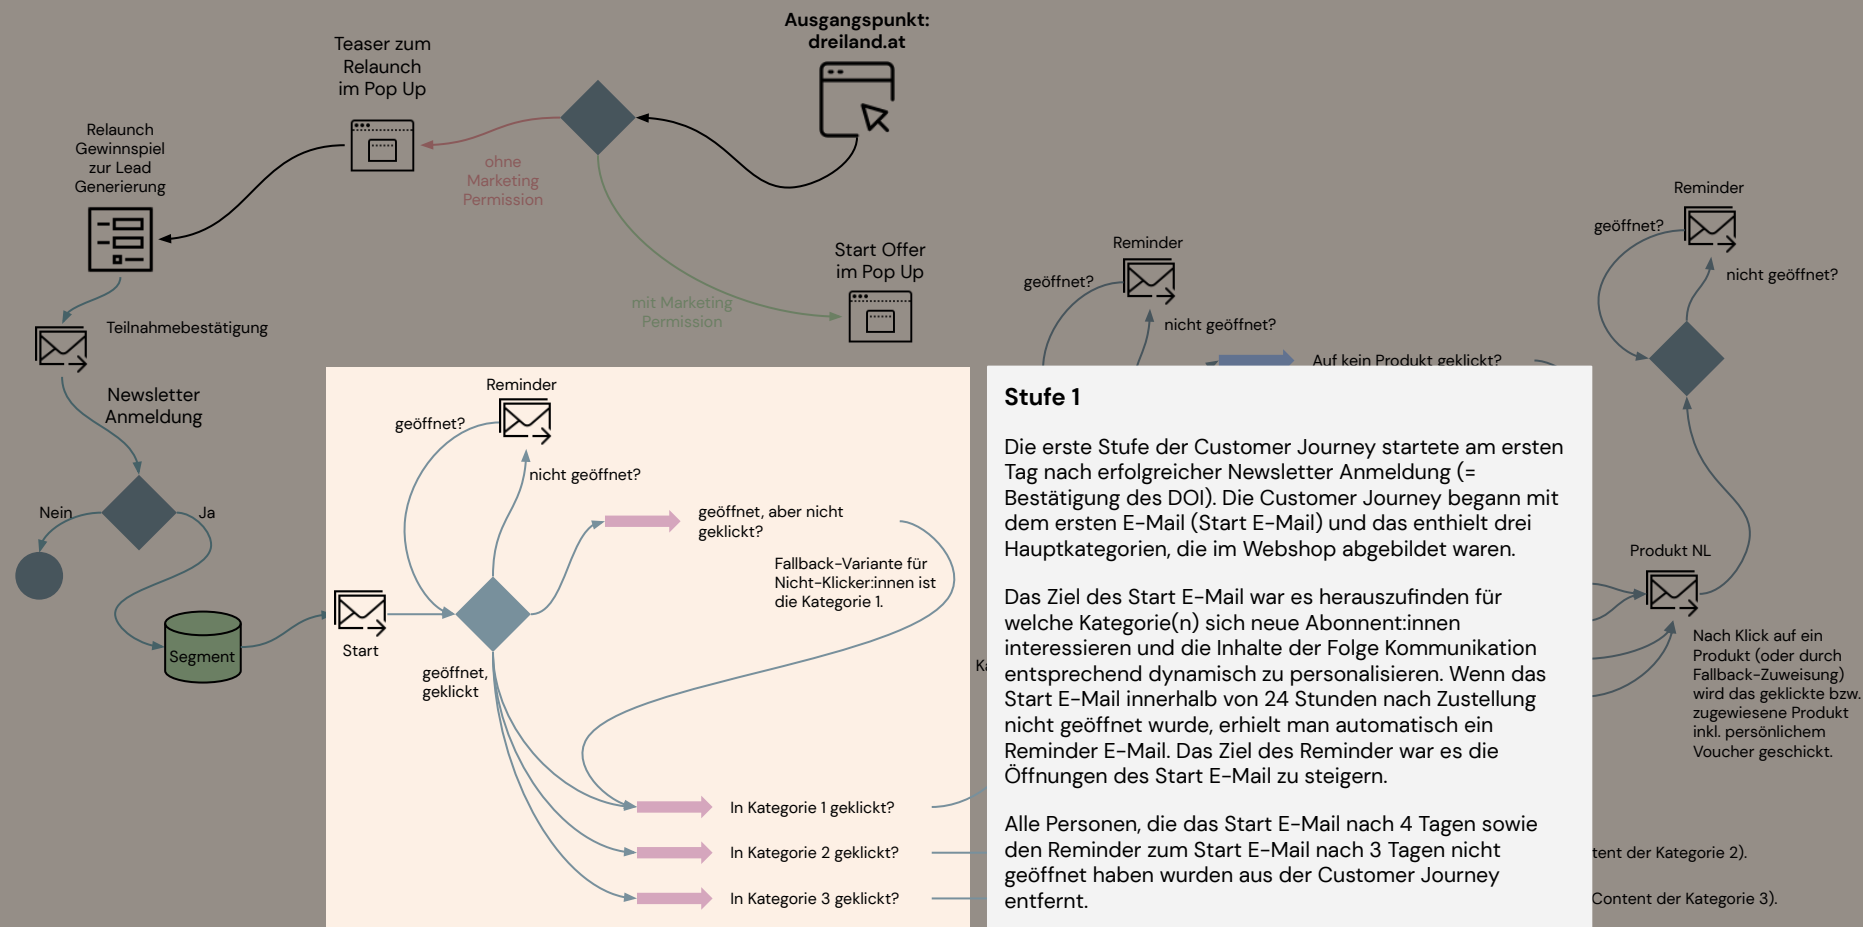 Ausgangspunkt:
dreiland.at
Teaser zum
Relaunch
im Pop Up
Relaunch
Gewinnspiel
zur Lead
Generierung
ohne
Marketing
Permission
mit Marketing
Permission
Start Offer
im Pop Up
Teilnahmebestätigung
Newsletter
Anmeldung
Nein
Ja
Segment
Reminder
geöffnet?
nicht geöffnet?
geöffnet, aber nicht
geklickt?
Fallback-Variante für
Nicht-Klicker:innen ist
die Kategorie 1.
Start
geöffnet,
geklickt
In Kategorie 1 geklickt?
In Kategorie 2 geklickt?
In Kategorie 3 geklickt?
Reminder
geöffnet?
nicht geöffnet?
Auf kein Produkt geklickt?
Stufe 1
Die erste Stufe der Customer Journey startete am ersten
Tag nach erfolgreicher Newsletter Anmeldung (=
Bestätigung des DOI). Die Customer Journey begann mit
dem ersten E-Mail (Start E-Mail) und das enthielt drei
Hauptkategorien, die im Webshop abgebildet waren.
Das Ziel des Start E-Mail war es herauszufinden für
welche Kategorie(n) sich neue Abonnent:innen
interessieren und die Inhalte der Folge Kommunikation
entsprechend dynamisch zu personalisieren. Wenn das
Start E-Mail innerhalb von 24 Stunden nach Zustellung
nicht geöffnet wurde, erhielt man automatisch ein
Reminder E-Mail. Das Ziel des Reminder war es die
Öffnungen des Start E-Mail zu steigern.
Alle Personen, die das Start E-Mail nach 4 Tagen sowie
den Reminder zum Start E-Mail nach 3 Tagen nicht
geöffnet haben wurden aus der Customer Journey
entfernt.
Reminder
geöffnet?
nicht geöffnet?
Produkt NL
Nach Klick auf ein
Produkt (oder durch
Fallback-Zuweisung)
wird das geklickte bzw.
zugewiesene Produkt
inkl. persönlichem
Voucher geschickt.
der Kategorie 2).
Content der Kategorie 3).